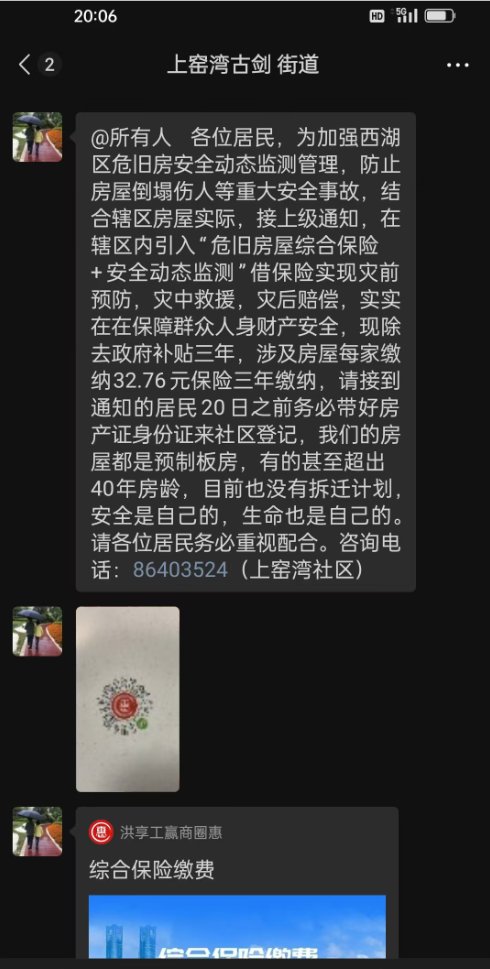 20:06
HD 5G
2
上窑湾古剑 街道
@所有人 各位居民，为加强西湖
区危旧房安全动态监测管理，防止
房屋倒塌伤人等重大安全事故，结
合辖区房屋实际，接上级通知，在
辖区内引入“危旧房屋综合保险
+安全动态监测”借保险实现灾前
预防，灾中救援，灾后赔偿，实实
在在保障群众人身财产安全，现除
去政府补贴三年，涉及房屋每家缴
纳32.76元保险三年缴纳，请接到
通知的居民20日之前务必带好房
产证身份证来社区登记，我们的房
屋都是预制板房，有的甚至超出
40年房龄，目前也没有拆迁计划，
安全是自己的，生命也是自己的。
请各位居民务必重视配合。咨询电
话：86403524（上窑湾社区）
洪享工赢商圈惠
综合保险缴费
综合保险缴费